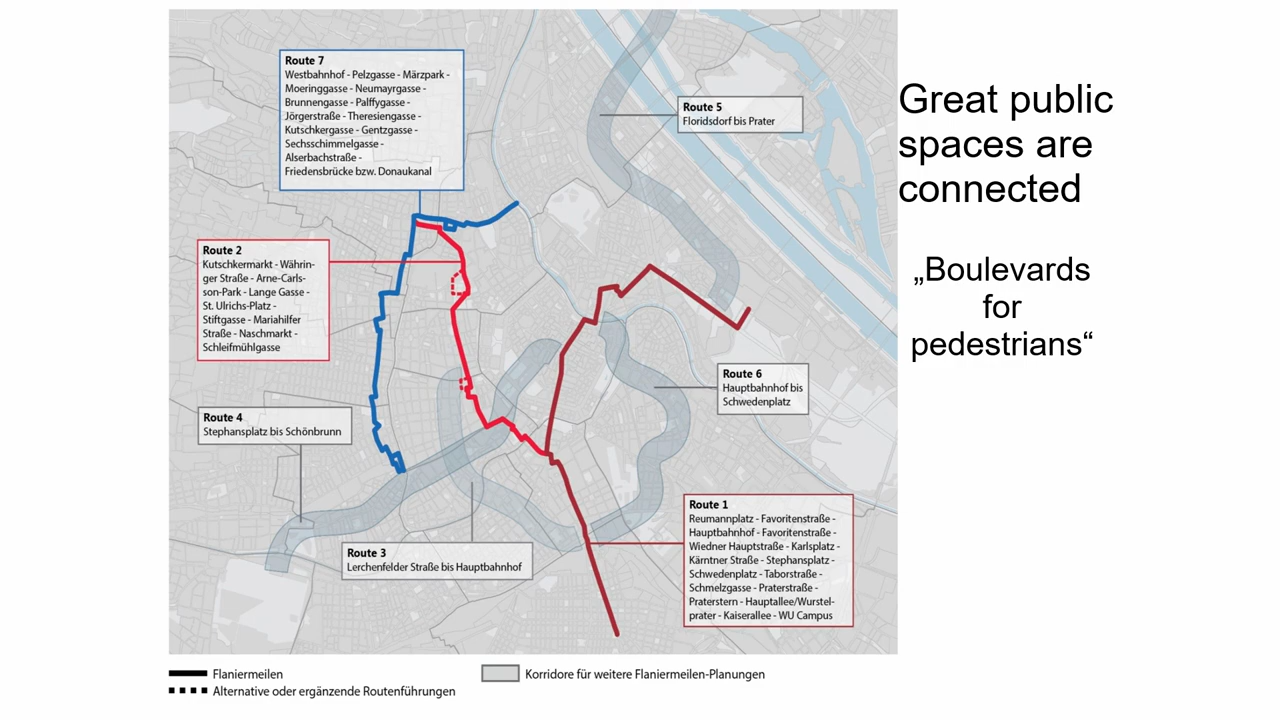 Route 7
Westbahnhof - Pelzgasse - Märzpark -
Moeringgasse - Neumayrgasse -
Brunnengasse - Palffygasse -
Jörgerstraße - Theresiengasse -
Kutschkergasse - Gentzgasse -
Sechsschimmelgasse -
Alserbachstraße -
Friedensbrücke bzw. Donaukanal
Route 5
Floridsdorf bis Prater
Great public
spaces are
connected
„Boulevards
for
pedestrians“
Route 2
Kutschkermarkt - Währin-
ger Straße - Arne-Carls-
son-Park - Lange Gasse -
St. Ulrichs-Platz -
Stiftgasse - Mariahilfer
Straße - Naschmarkt -
Schleifmühlgasse
Route 6
Hauptbahnhof bis
Schwedenplatz
Route 4
Stephansplatz bis Schönbrunn
Route 3
Lerchenfelder Straße bis Hauptbahnhof
Route 1
Reumannplatz - Favoritenstraße -
Hauptbahnhof - Favoritenstraße -
Wiedner Hauptstraße - Karlsplatz -
Kärntner Straße - Stephansplatz -
Schwedenplatz - Taborstraße -
Schmelzgasse - Praterstraße -
Praterstern - Hauptallee/Wurstel-
prater - Kaiserallee - WU Campus
Flaniermeilen
Alternative oder ergänzende Routenführungen
Korridore für weitere Flaniermeilen-Planungen